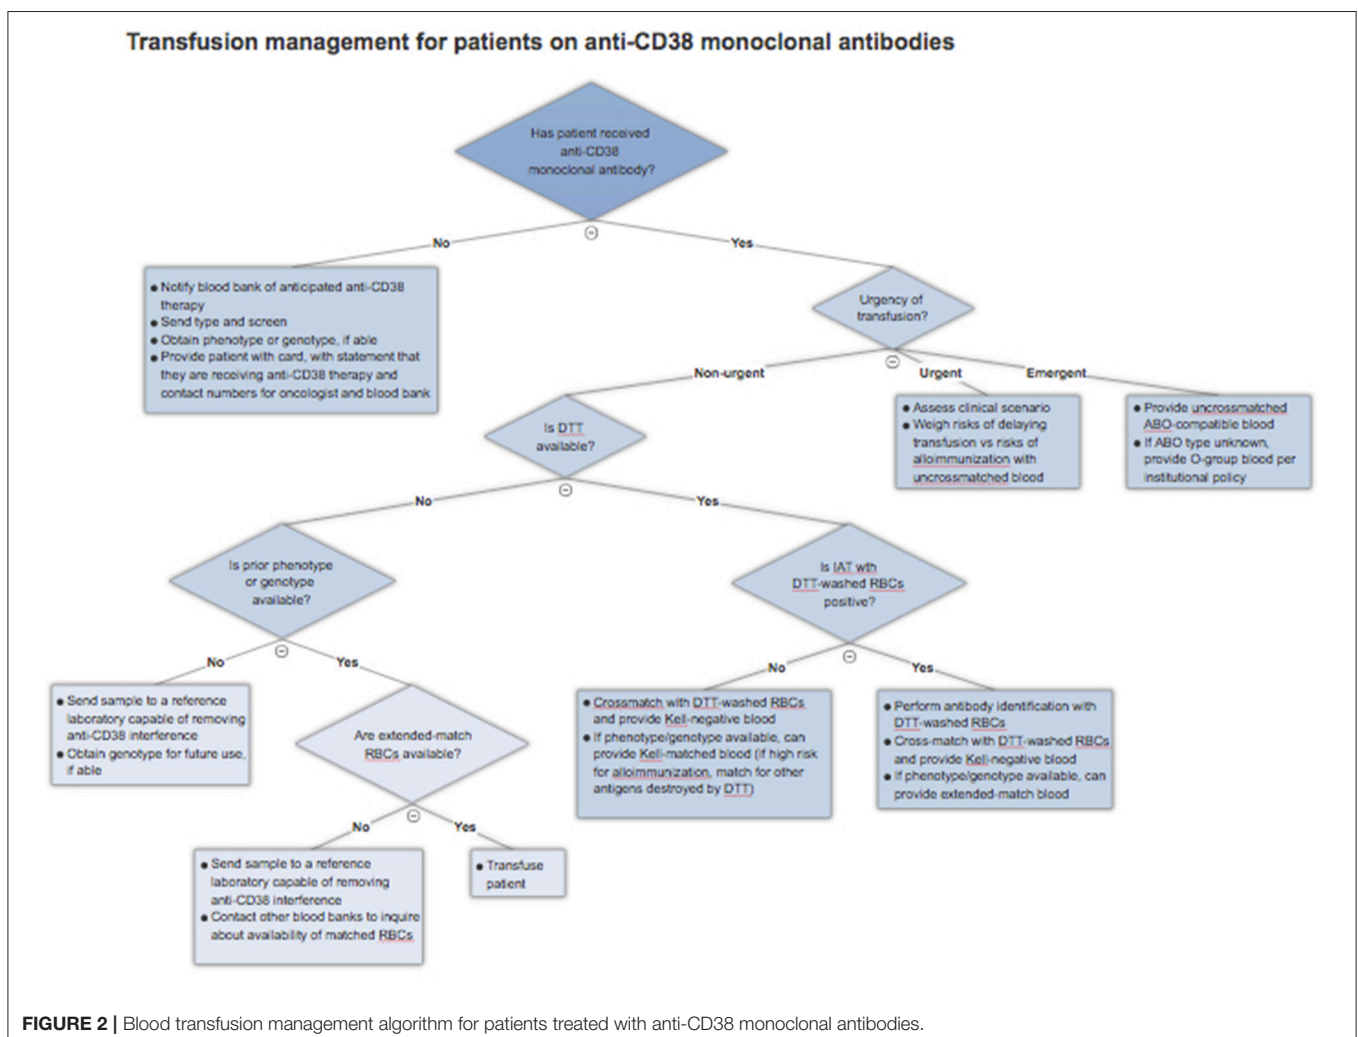 Transfusion management for patients on anti-CD38 monoclonal antibodies
Has patient received
anti-CD38
monoclonal antibody?
No
Yes
● Notify blood bank of anticipated anti-CD38
therapy
● Send type and screen
● Obtain phenotype or genotype, if able
● Provide patient with card, with statement that
they are receiving anti-CD38 therapy and
contact numbers for oncologist and blood bank
Urgency of
transfusion?
Non-urgent
Urgent
Emergent
Is DTT
available?
● Assess clinical scenario
● Weigh risks of delaying
transfusion vs risks of
alloimmunization with
uncrossmatched blood
● Provide uncrossmatched
ABO-compatible blood
● If ABO type unknown,
provide O-group blood per
institutional policy
No
Yes
Is prior phenotype
or genotype
available?
Is IAT wth
DTT-washed RBCs
positive?
No
Yes
No
Yes
● Send sample to a reference
laboratory capable of removing
anti-CD38 interference
● Obtain genotype for future use,
if able
Are extended-match
RBCs available?
● Crossmatch with DTT-washed RBCs
and provide Kell-negative blood
● If phenotype/genotype available, can
provide Kell-matched blood (if high risk
for alloimmunization, match for other
antigens destroyed by DTT)
● Perform antibody identification with
DTT-washed RBCs
● Cross-match with DTT-washed RBCs
and provide Kell-negative blood
● If phenotype/genotype available, can
provide extended-match blood
No
Yes
● Send sample to a reference
laboratory capable of removing
anti-CD38 interference
● Contact other blood banks to inquire
about availability of matched RBCs
● Transfuse
patient
FIGURE 2 | Blood transfusion management algorithm for patients treated with anti-CD38 monoclonal antibodies.